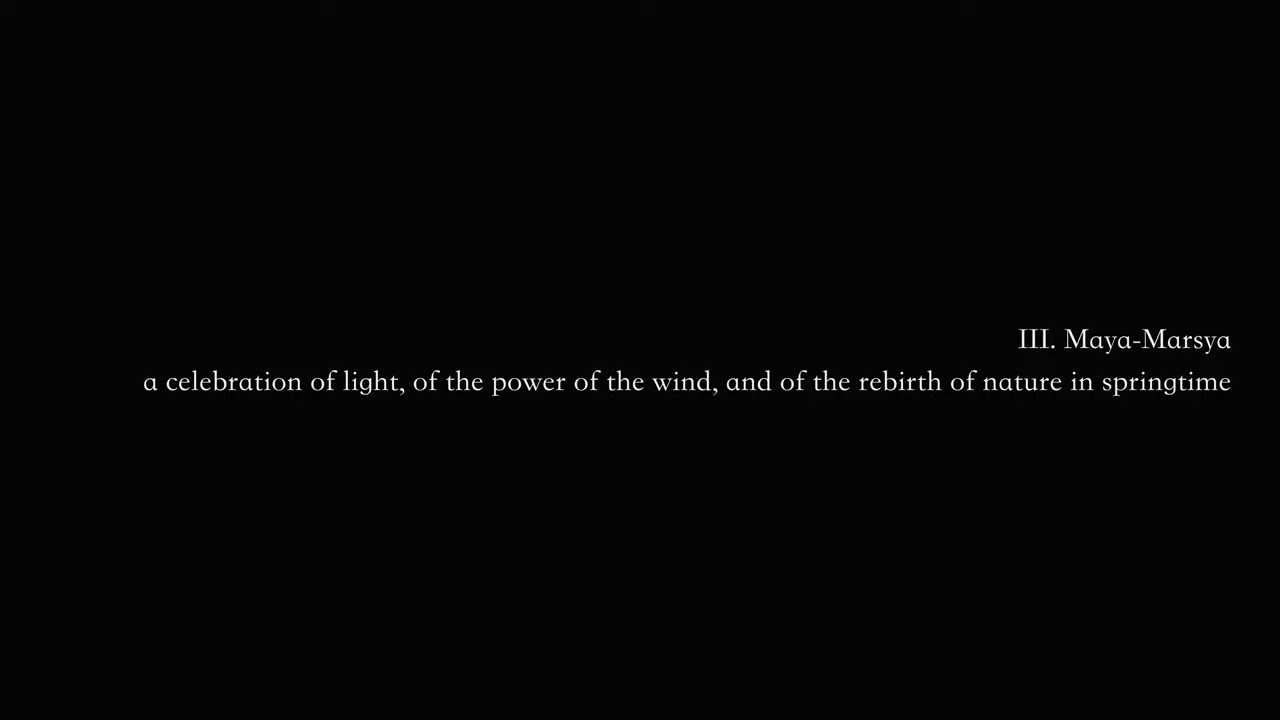 III. Maya-Marsya
a celebration of light, of the power of the wind, and of the rebirth of nature in springtime